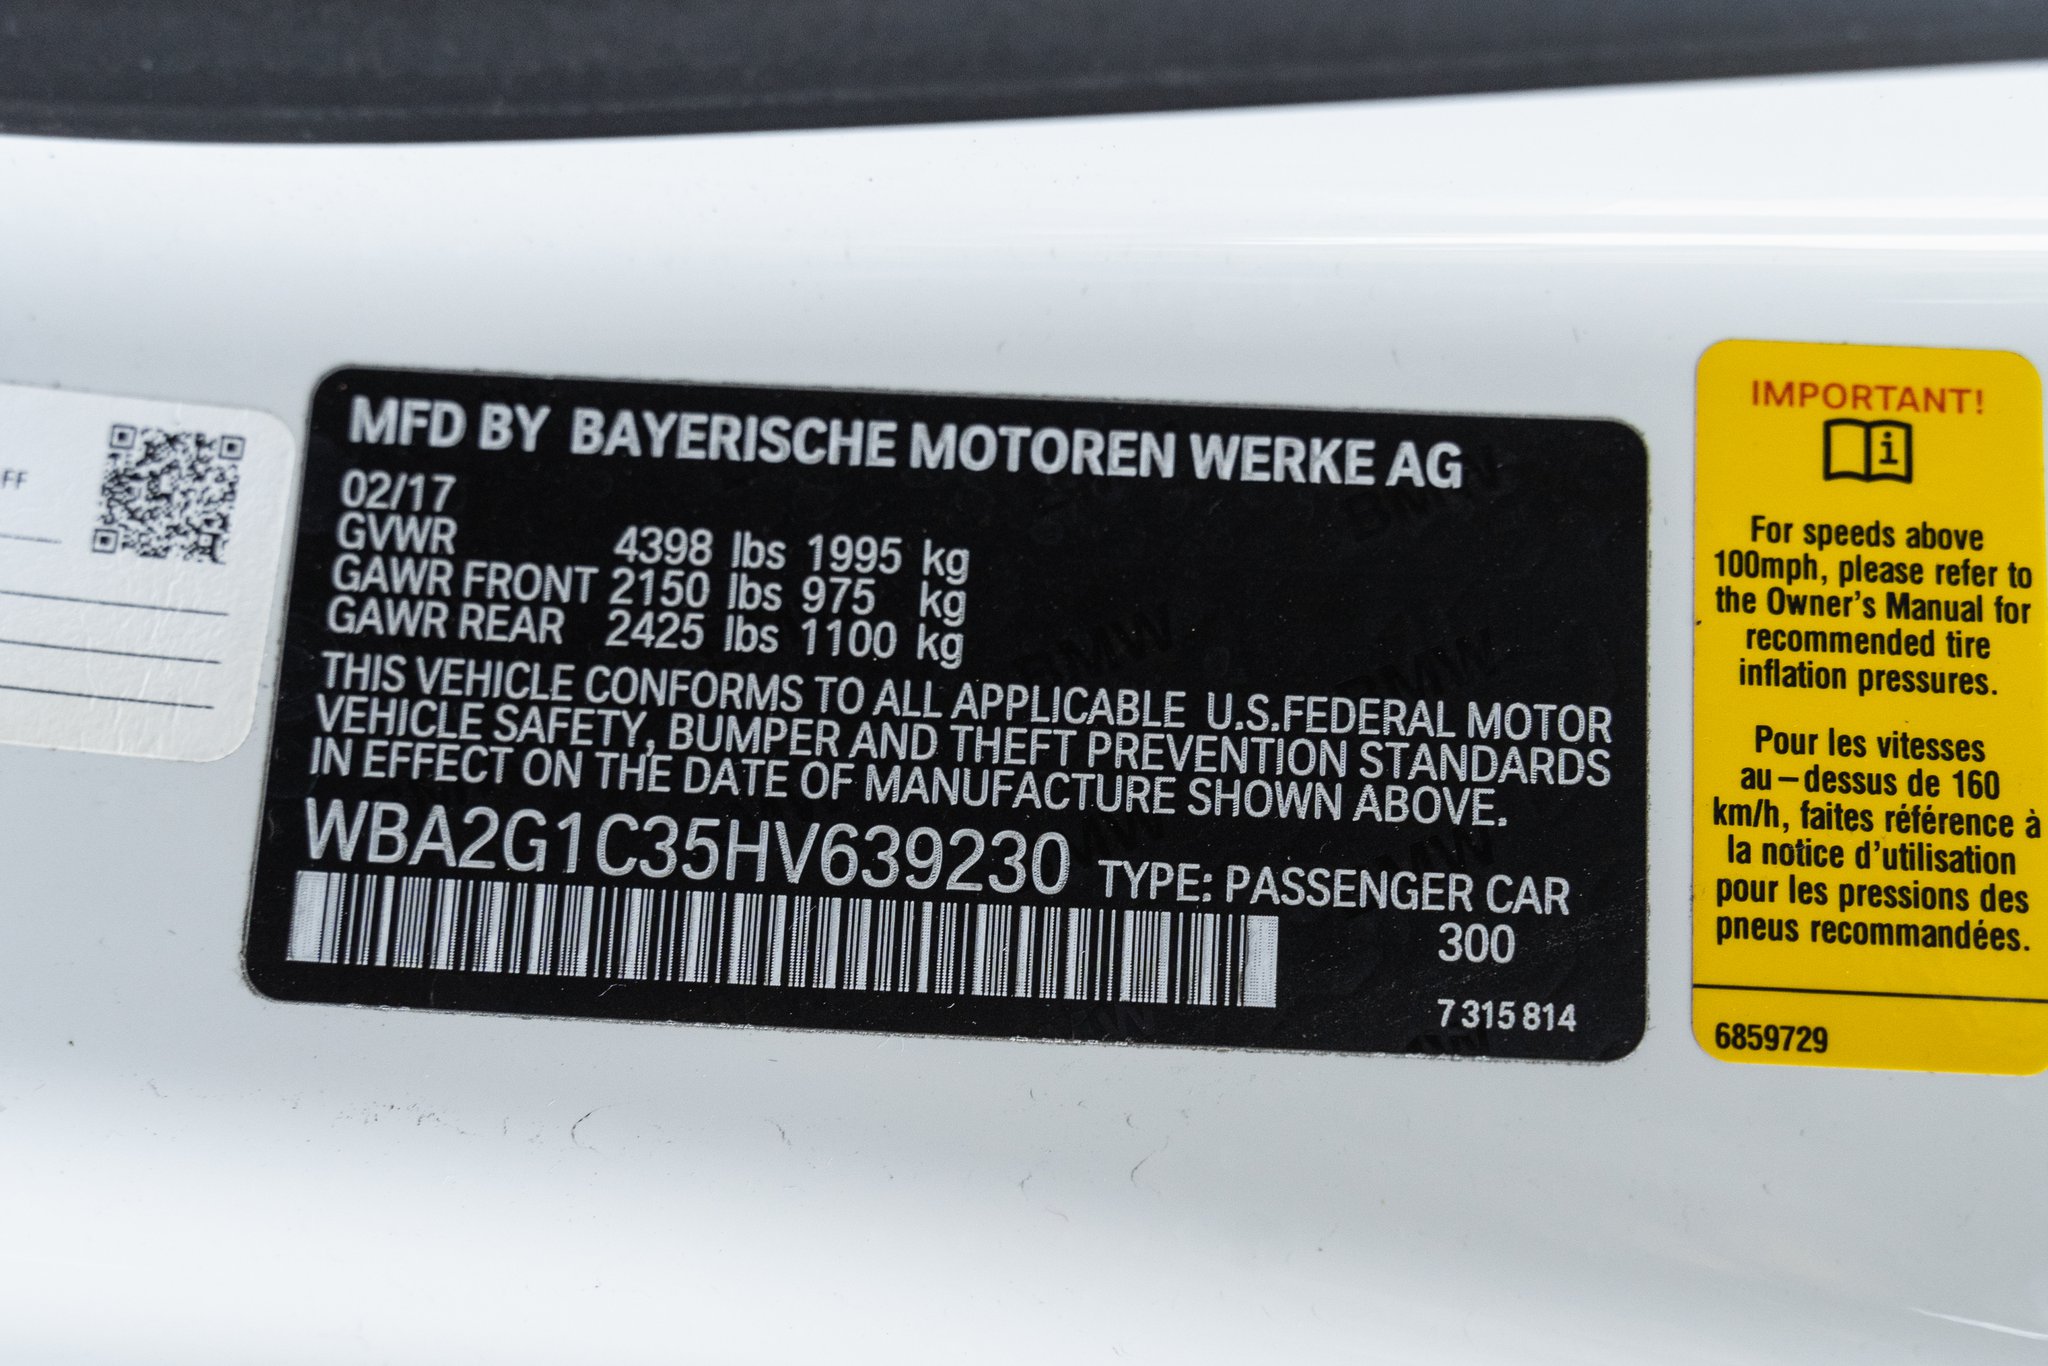 FF
MFD BY BAYERISCHE MOTOREN WERKE AG
02/17
GVWR 4398 lbs 1995 kg
GAWR FRONT 2150 lbs 975 kg
GAWR REAR 2425 lbs 1100 kg
THIS VEHICLE CONFORMS TO ALL APPLICABLE U.S.FEDERAL MOTOR
VEHICLE SAFETY, BUMPER AND THEFT PREVENTION STANDARDS
IN EFFECT ON THE DATE OF MANUFACTURE SHOWN ABOVE.
WBA2G1C35HV639230 TYPE: PASSENGER CAR
300
7 315 814
IMPORTANT!
i
For speeds above
100mph, please refer to
the Owner's Manual for
recommended tire
inflation pressures.
Pour les vitesses
au–dessus de 160
km/h, faites référence à
la notice d'utilisation
pour les pressions des
pneus recommandées.
6859729